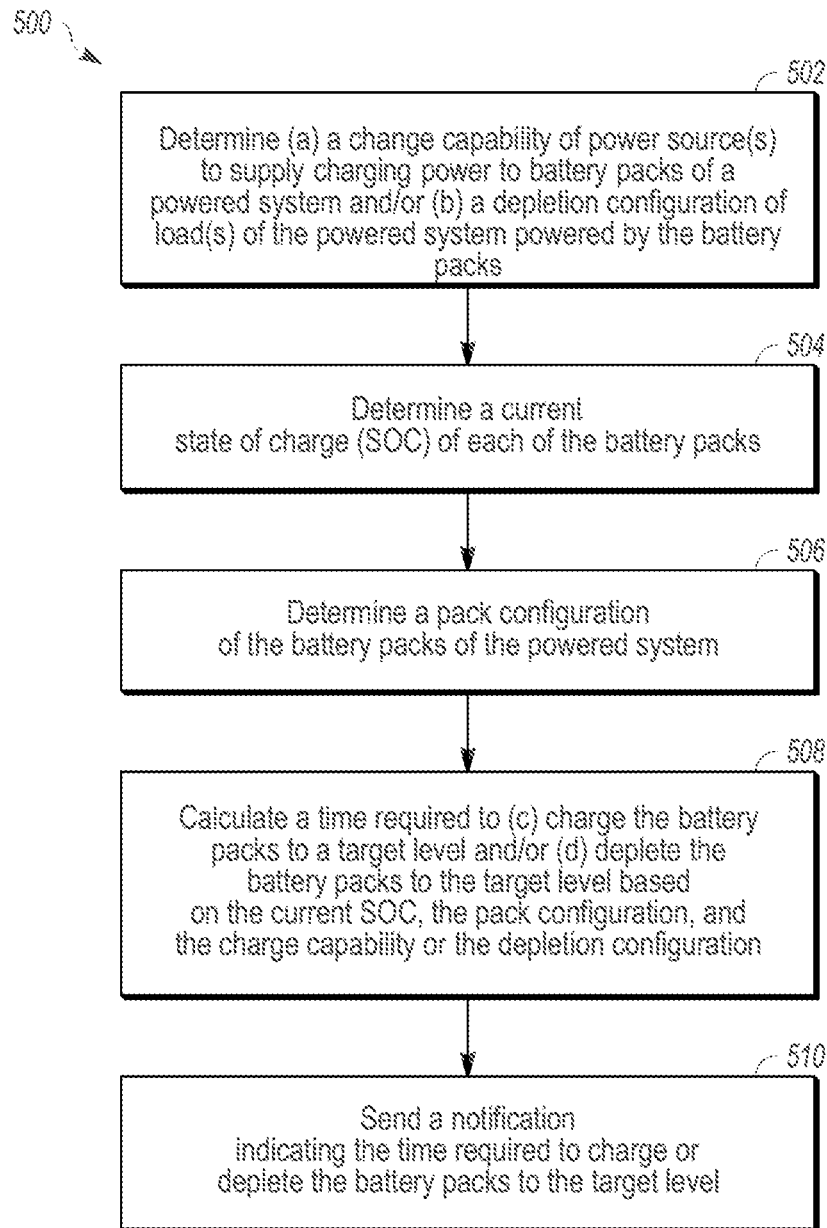 500
502
Determine (a) a change capability of power source(s)
to supply charging power to battery packs of a
powered system and/or (b) a depletion configuration of
load(s) of the powered system powered by the battery
packs
504
Determine a current
state of charge (SOC) of each of the battery packs
506
Determine a pack configuration
of the battery packs of the powered system
508
Calculate a time required to (c) charge the battery
packs to a target level and/or (d) deplete the
battery packs to the target level based
on the current SOC, the pack configuration, and
the charge capability or the depletion configuration
510
Send a notification
indicating the time required to charge or
deplete the battery packs to the target level